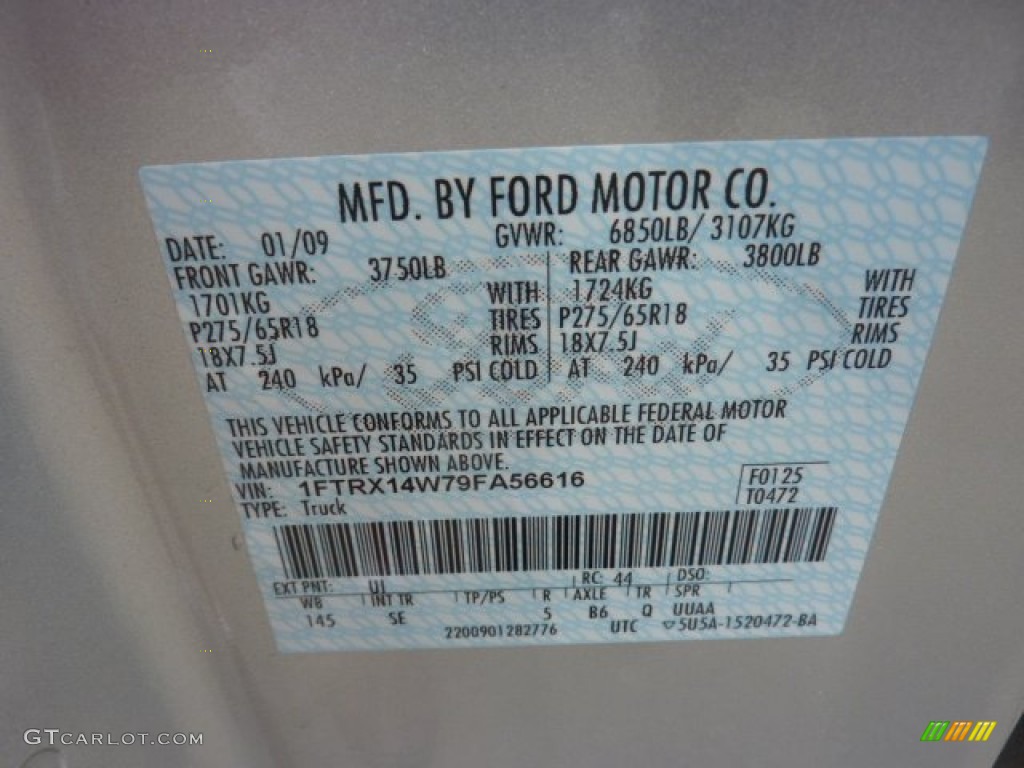 MFD. BY FORD MOTOR CO.
DATE: 01/09 GVWR: 6850LB/ 3107KG
FRONT GAWR: 3750LB REAR GAWR: 3800LB
1701KG WITH 1724KG WITH
P275/65R18 TIRES P275/65R18 TIRES
18X7.5J RIMS 18X7.5J RIMS
AT 240 kPa/ 35 PSI COLD AT 240 kPa/ 35 PSI COLD
THIS VEHICLE CONFORMS TO ALL APPLICABLE FEDERAL MOTOR
VEHICLE SAFETY STANDARDS IN EFFECT ON THE DATE OF
MANUFACTURE SHOWN ABOVE.
VIN: 1FTRX14W79FA56616 F0125
TYPE: Truck T0472
EXT PNT: UI RC: 44 DSO:
WB INT TR TP/PS R AXLE TR SPR
145 SE 5 B6 Q UUAA
2200901282776 UTC ▽5U5A-1520472-BA
GTCARLOT.COM